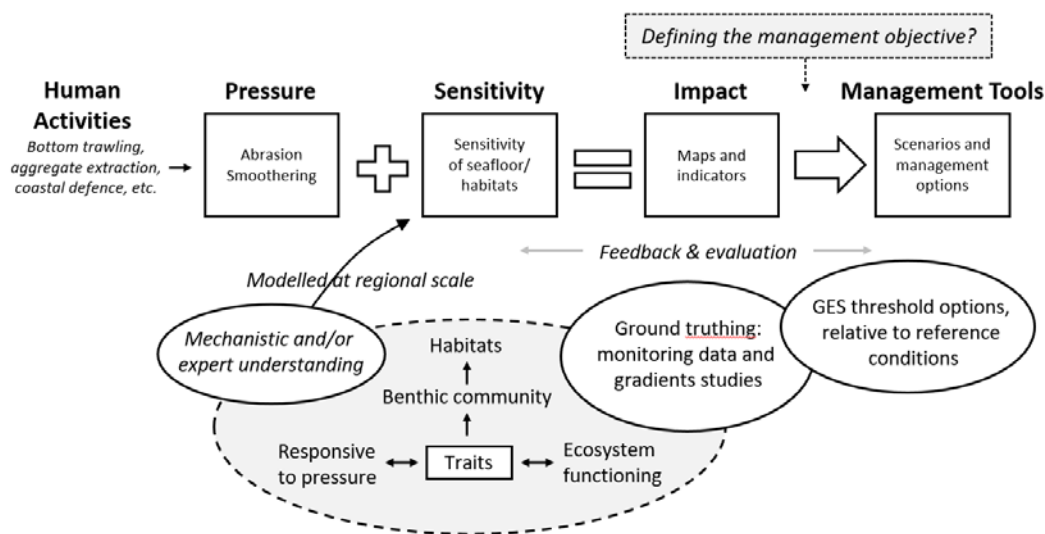 Defining the management objective?
Human
Activities
Bottom trawling,
aggregate extraction,
coastal defence, etc.
Pressure
Abrasion
Smoothering
Sensitivity
Sensitivity
of seafloor/
habitats
Impact
Maps and
indicators
Management Tools
Scenarios and
management
options
Feedback & evaluation
Modelled at regional scale
Mechanistic and/or
expert understanding
Habitats
Benthic community
Responsive
to pressure
Traits
Ecosystem
functioning
Ground truthing:
monitoring data and
gradients studies
GES threshold options,
relative to reference
conditions